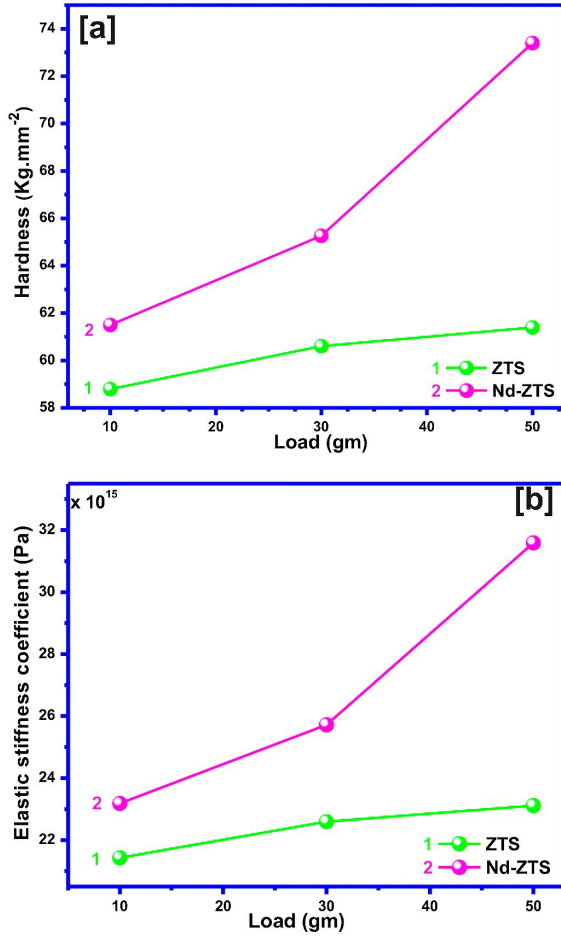 [a]
Hardness (Kg.mm⁻²)
74
72
70
68
66
64
62
60
58
2
1
1 ZTS
2 Nd-ZTS
10 20 30 40 50
Load (gm)
x 10¹⁵
[b]
Elastic stiffness coefficient (Pa)
32
30
28
26
24
22
2
1
1 ZTS
2 Nd-ZTS
10 20 30 40 50
Load (gm)